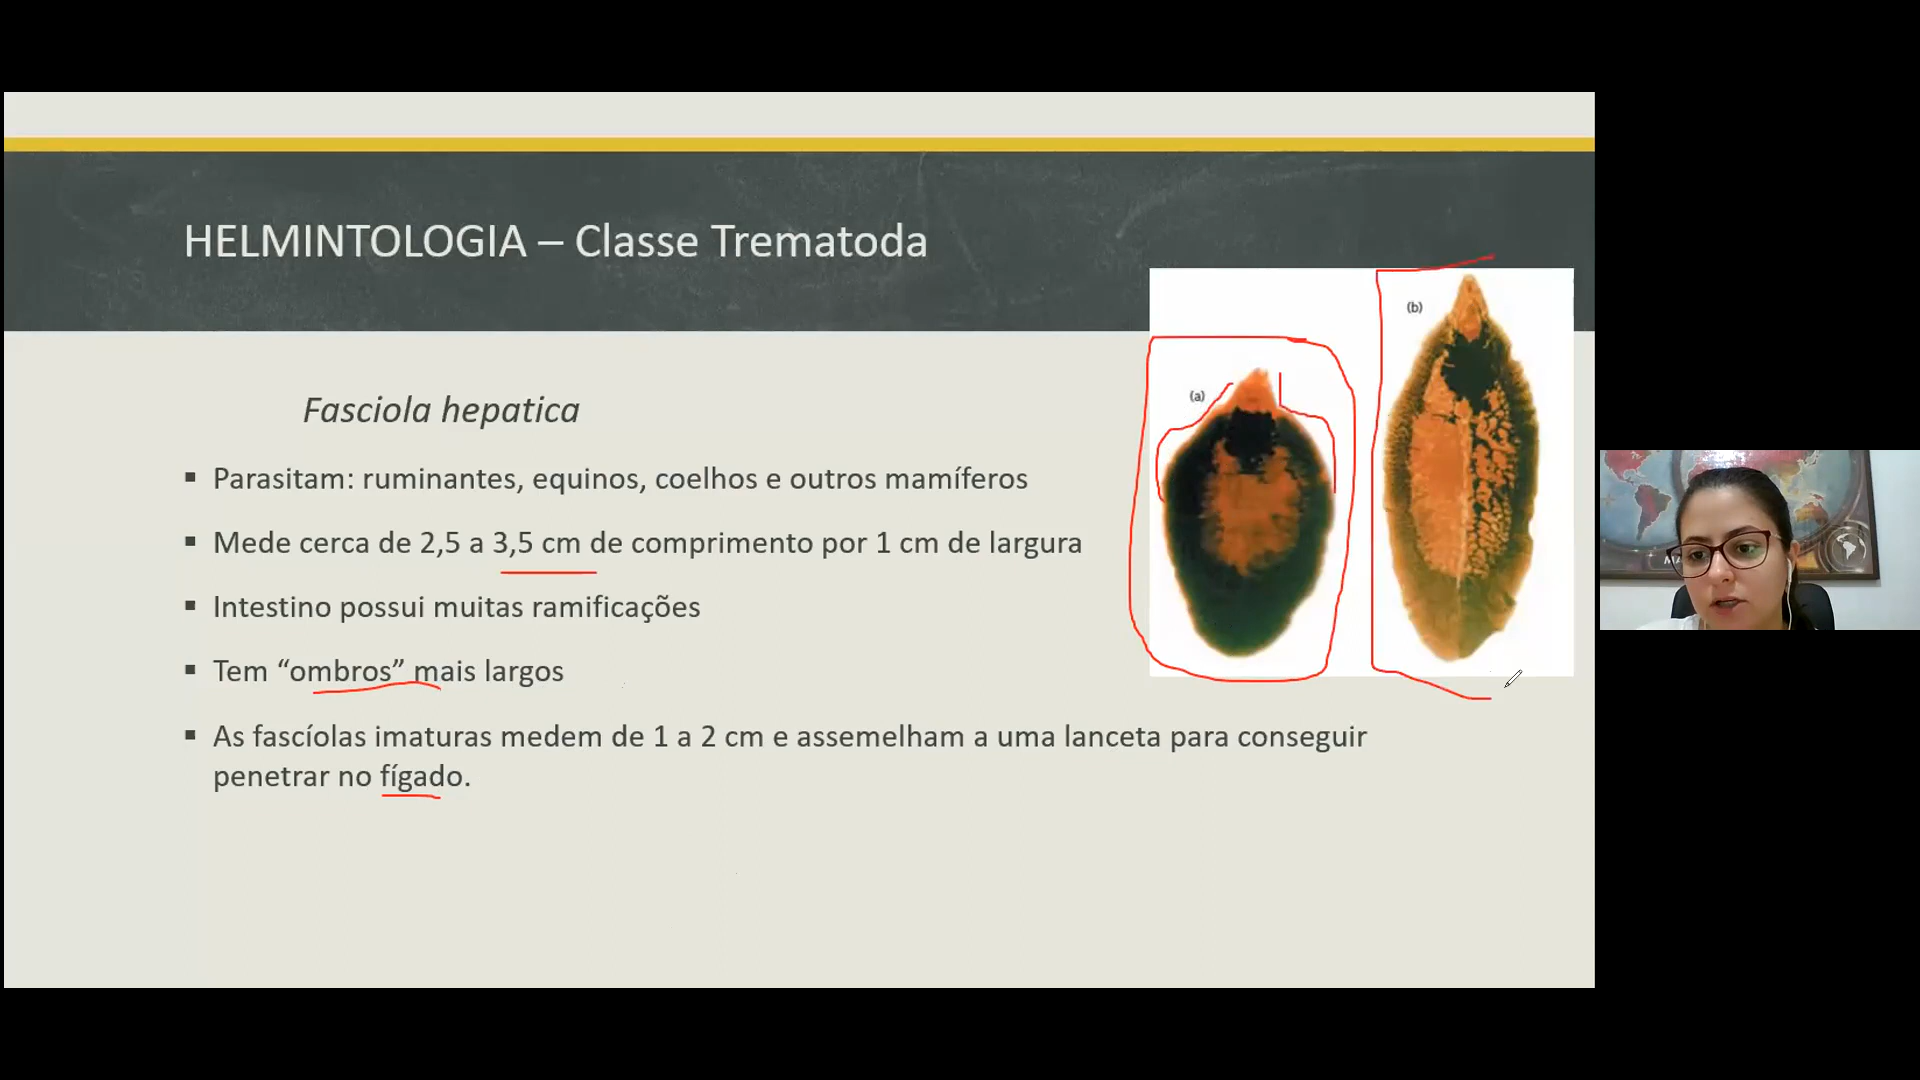 HELMINTOLOGIA – Classe Trematoda
(b)
(a)
Fasciola hepatica
▪ Parasitam: ruminantes, equinos, coelhos e outros mamíferos
▪ Mede cerca de 2,5 a 3,5 cm de comprimento por 1 cm de largura
▪ Intestino possui muitas ramificações
▪ Tem “ombros” mais largos
▪ As fascíolas imaturas medem de 1 a 2 cm e assemelham a uma lanceta para conseguir
penetrar no fígado.